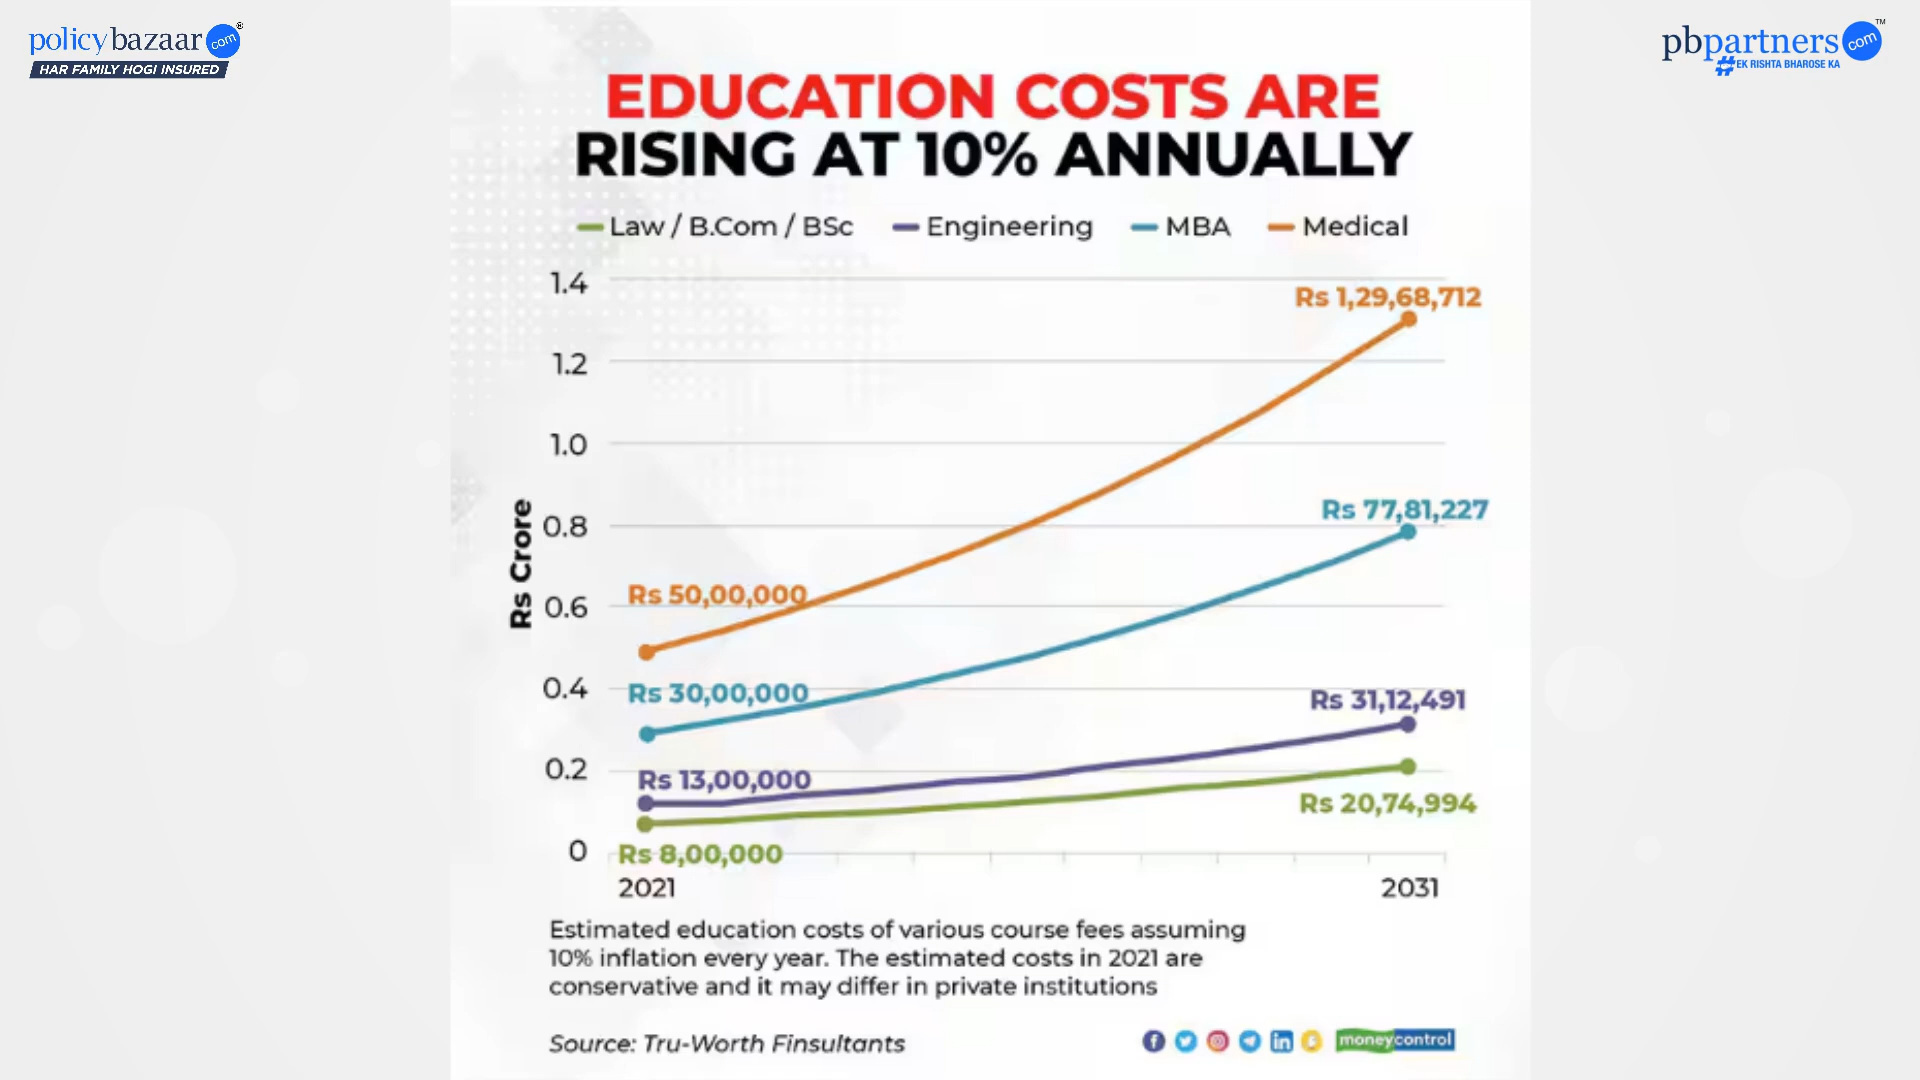 policybazaar.com®
HAR FAMILY HOGI INSURED
pbpartners.com™
#EK RISHTA BHAROSE KA
EDUCATION COSTS ARE
RISING AT 10% ANNUALLY
Law / B.Com / BSc Engineering MBA Medical
1.4
Rs 1,29,68,712
1.2
1.0
Rs Crore
0.8
Rs 77,81,227
Rs 50,00,000
0.6
0.4
Rs 30,00,000
Rs 31,12,491
0.2
Rs 13,00,000
Rs 20,74,994
0
Rs 8,00,000
2021 2031
Estimated education costs of various course fees assuming
10% inflation every year. The estimated costs in 2021 are
conservative and it may differ in private institutions
Source: Tru-Worth Finsultants
moneycontrol